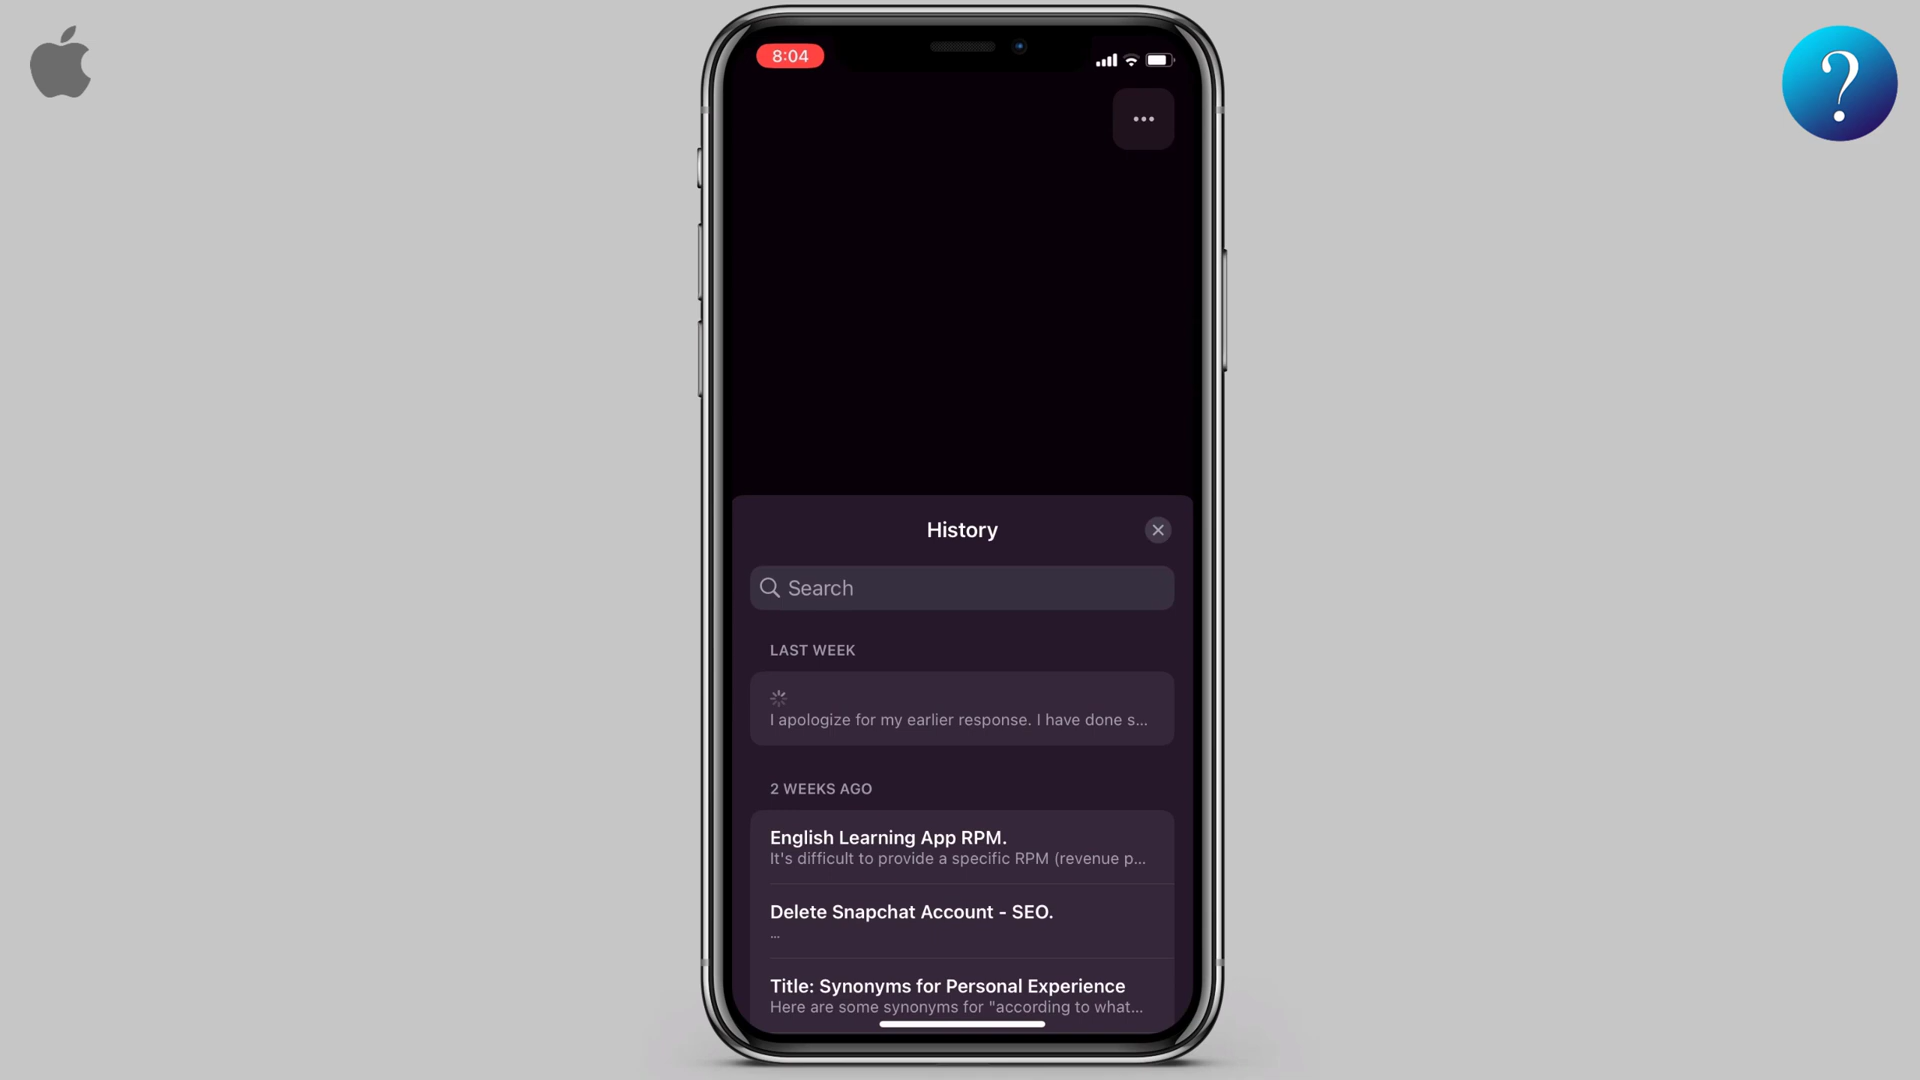 8:04
?
History
Search
LAST WEEK
I apologize for my earlier response. I have done s...
2 WEEKS AGO
English Learning App RPM.
It's difficult to provide a specific RPM (revenue p...
Delete Snapchat Account - SEO.
...
Title: Synonyms for Personal Experience
Here are some synonyms for "according to what...